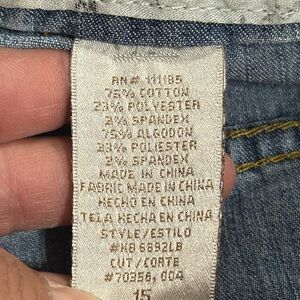 RN# 111185
75% COTTON
23% POLYESTER
2% SPANDEX
75% ALGODON
23% POLIESTER
2% SPANDEX
MADE IN CHINA
FABRIC MADE IN CHINA
HECHO EN CHINA
TELA HECHA EN CHINA
STYLE/ESTILO
#KB 6892LB
CUT/CORTE
#70356, 004
15